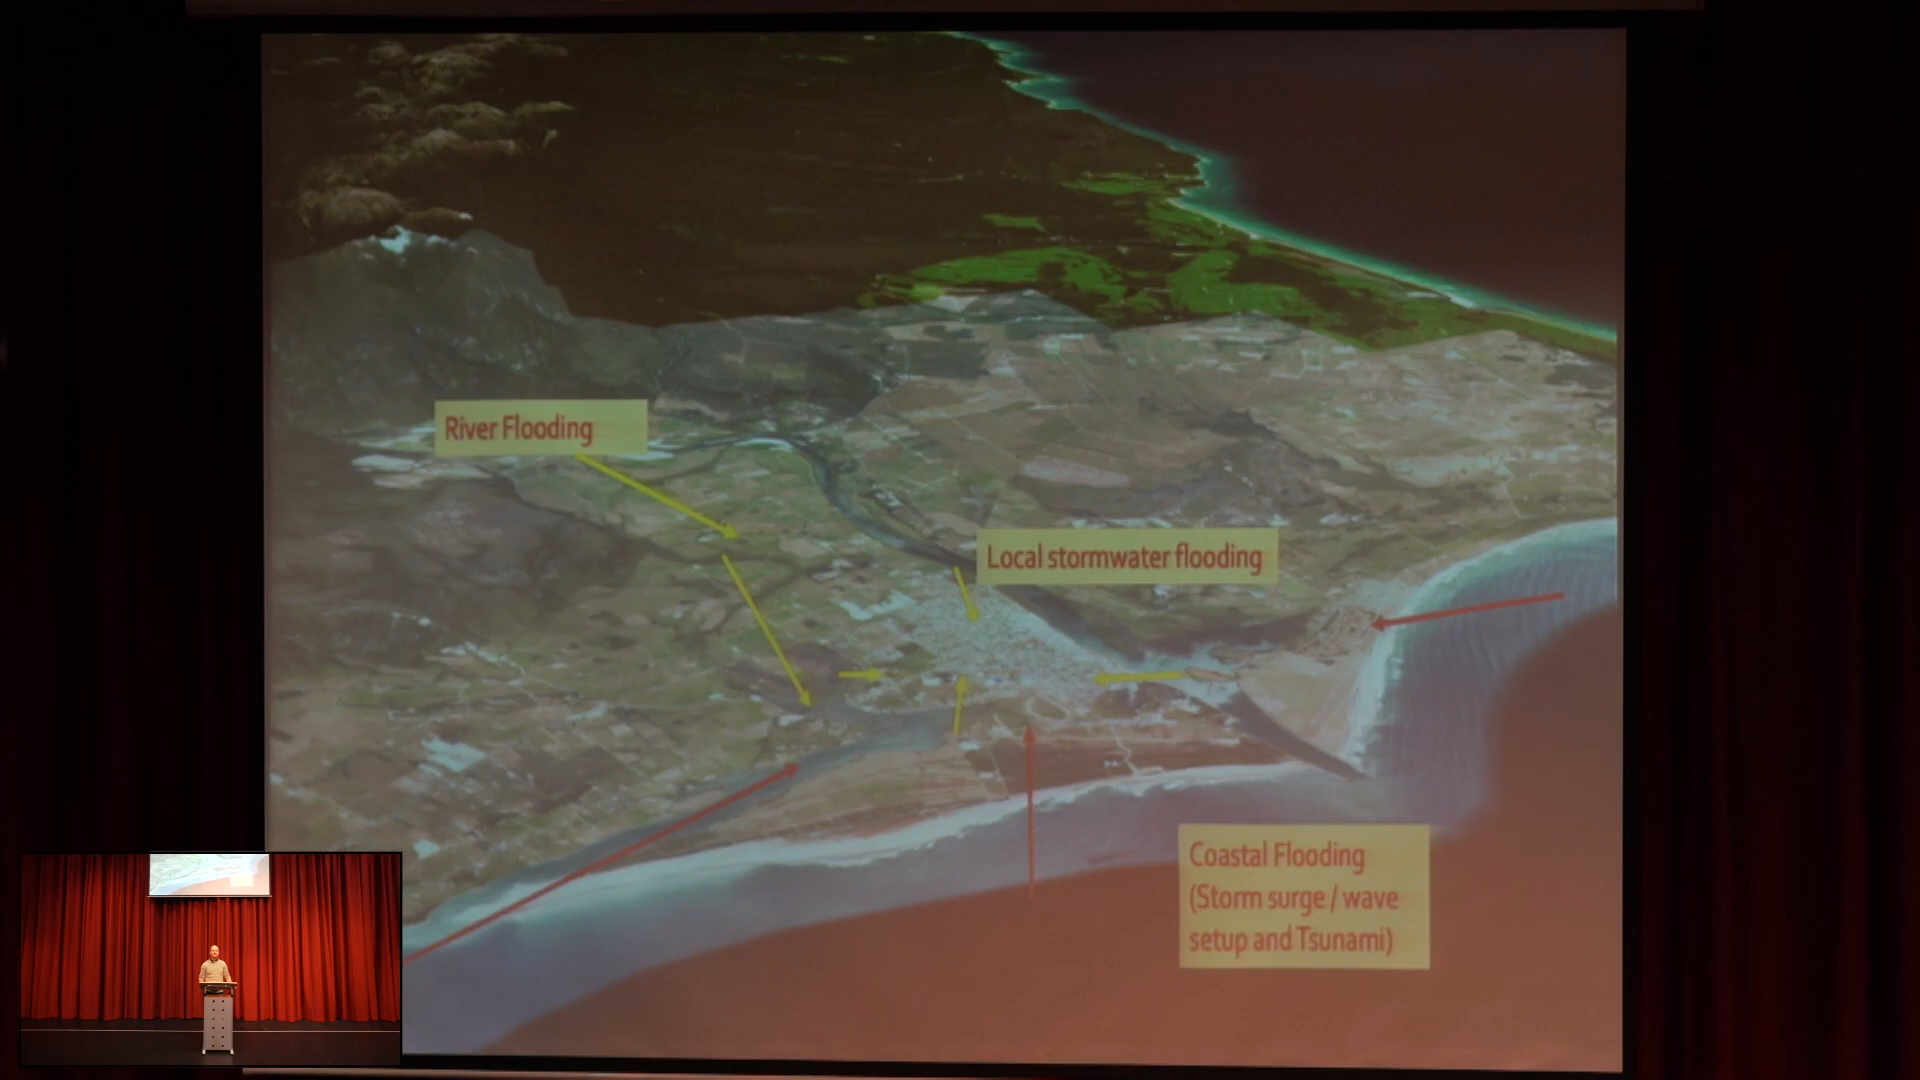 River Flooding
Local stormwater flooding
Coastal Flooding
(Storm surge / wave
setup and Tsunami)